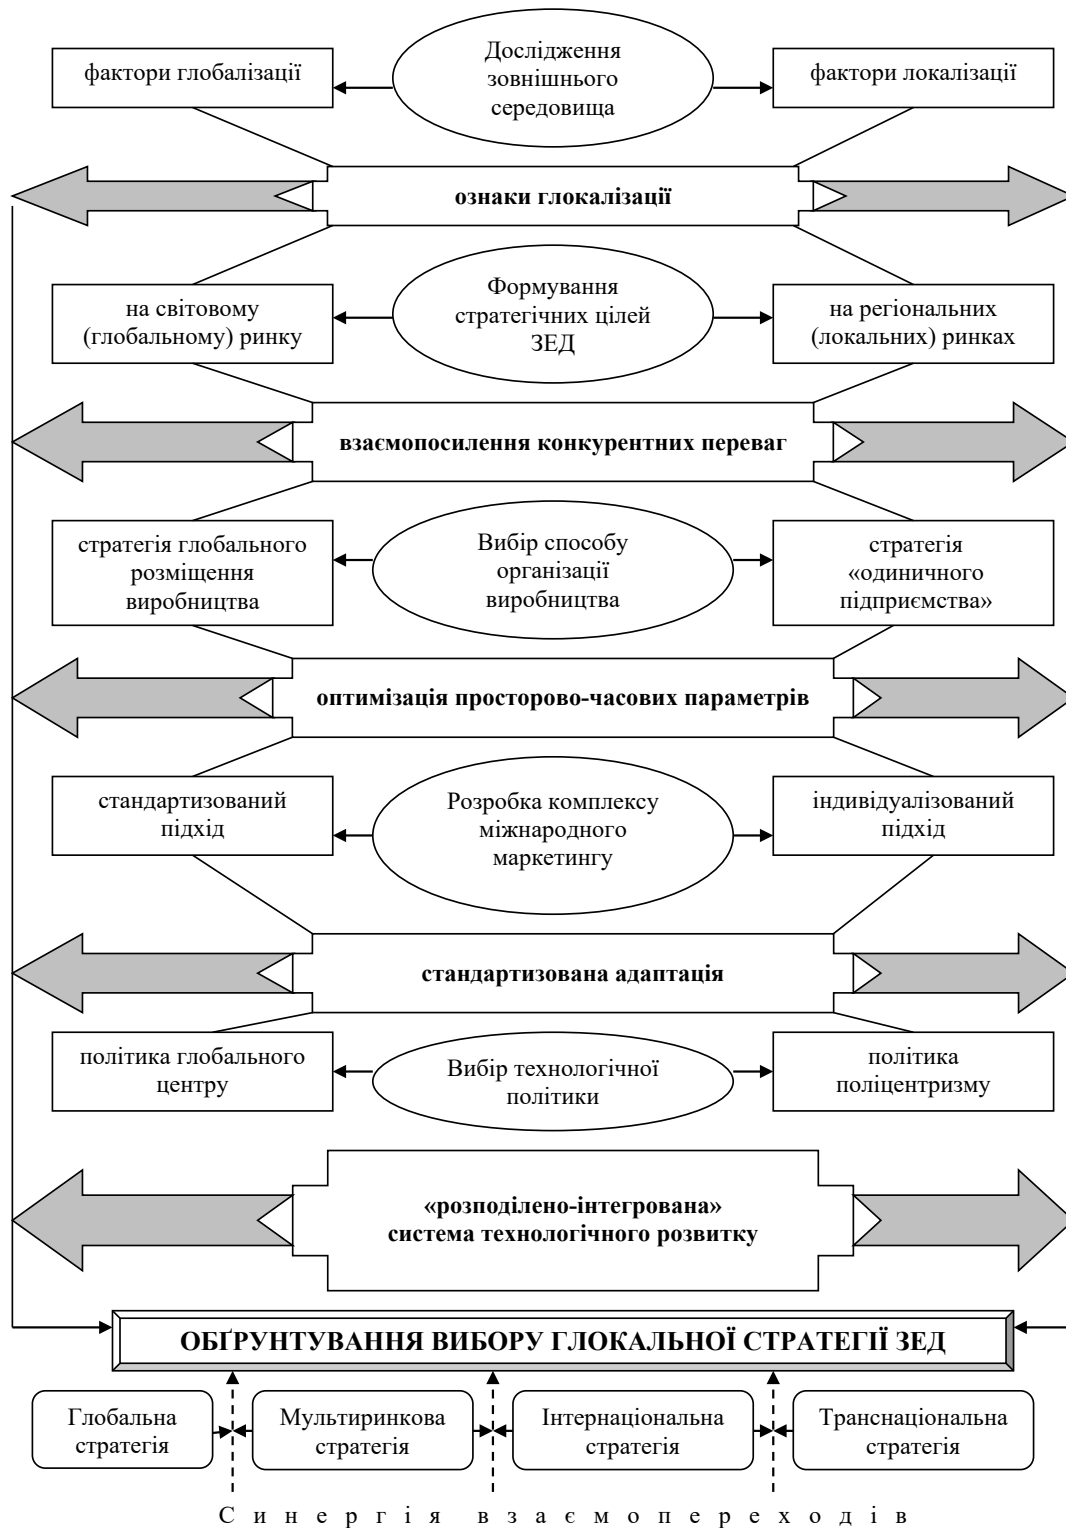 фактори глобалізації
Дослідження
зовнішнього
середовища
фактори локалізації
ознаки глокалізації
на світовому
(глобальному) ринку
Формування
стратегічних цілей
ЗЕД
на регіональних
(локальних) ринках
взаємопосилення конкурентних переваг
стратегія глобального
розміщення
виробництва
Вибір способу
організації
виробництва
стратегія
«одиничного
підприємства»
оптимізація просторово-часових параметрів
стандартизований
підхід
Розробка комплексу
міжнародного
маркетингу
індивідуалізований
підхід
стандартизована адаптація
політика глобального
центру
Вибір технологічної
політики
політика
поліцентризму
«розподілено-інтегрована»
система технологічного розвитку
ОБҐРУНТУВАННЯ ВИБОРУ ГЛОКАЛЬНОЇ СТРАТЕГІЇ ЗЕД
Глобальна
стратегія
Мультиринкова
стратегія
Інтернаціональна
стратегія
Транснаціональна
стратегія
Синергія взаємопереходів